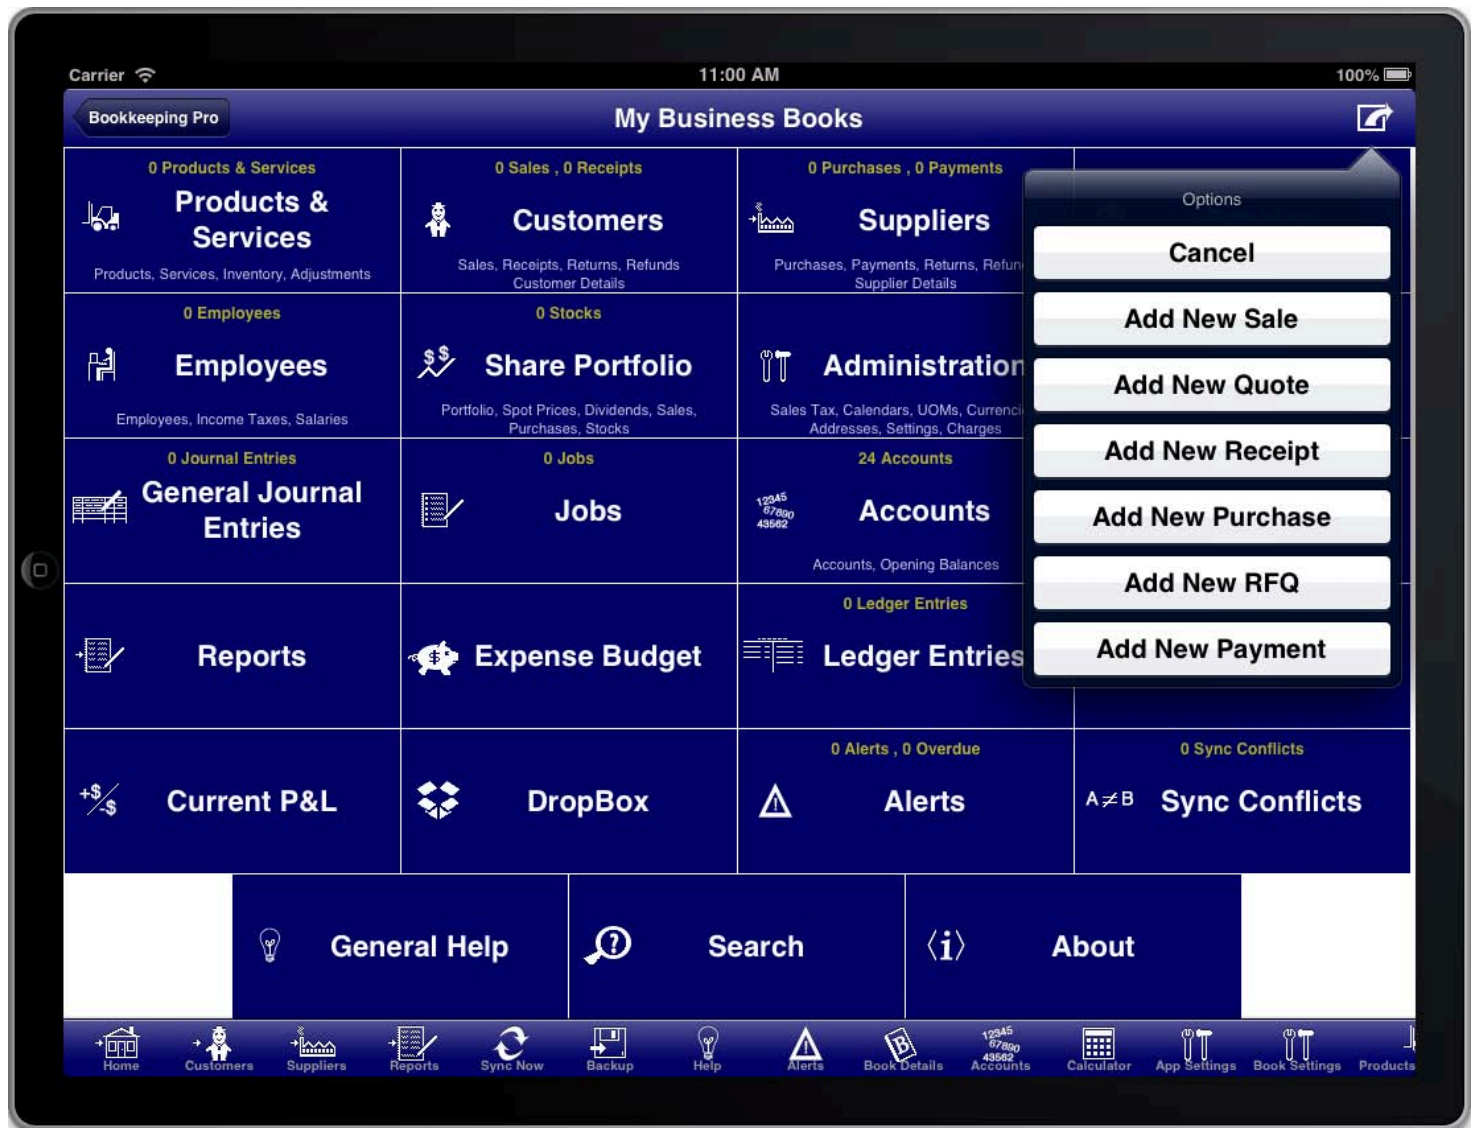 Carrier
11:00 AM
100%
Bookkeeping Pro
My Business Books
0 Products & Services
Products &
Services
Products, Services, Inventory, Adjustments
0 Sales , 0 Receipts
Customers
Sales, Receipts, Returns, Refunds
Customer Details
0 Purchases , 0 Payments
Suppliers
Purchases, Payments, Returns, Refun
Supplier Details
0 Employees
Employees
Employees, Income Taxes, Salaries
0 Stocks
$$
Share Portfolio
Portfolio, Spot Prices, Dividends, Sales,
Purchases, Stocks
Administration
Sales Tax, Calendars, UOMs, Currenci
Addresses, Settings, Charges
0 Journal Entries
General Journal
Entries
0 Jobs
Jobs
24 Accounts
12345
67890
43562
Accounts
Accounts, Opening Balances
Reports
$
Expense Budget
0 Ledger Entries
Ledger Entries
Options
Cancel
Add New Sale
Add New Quote
Add New Receipt
Add New Purchase
Add New RFQ
Add New Payment
+$/-$
Current P&L
DropBox
0 Alerts , 0 Overdue
Alerts
0 Sync Conflicts
A≠B
Sync Conflicts
General Help
?
Search
〈i〉
About
Home
Customers
Suppliers
Reports
Sync Now
Backup
Help
Alerts
B
Book Details
12345
67890
43562
Accounts
Calculator
App Settings
Book Settings
Products